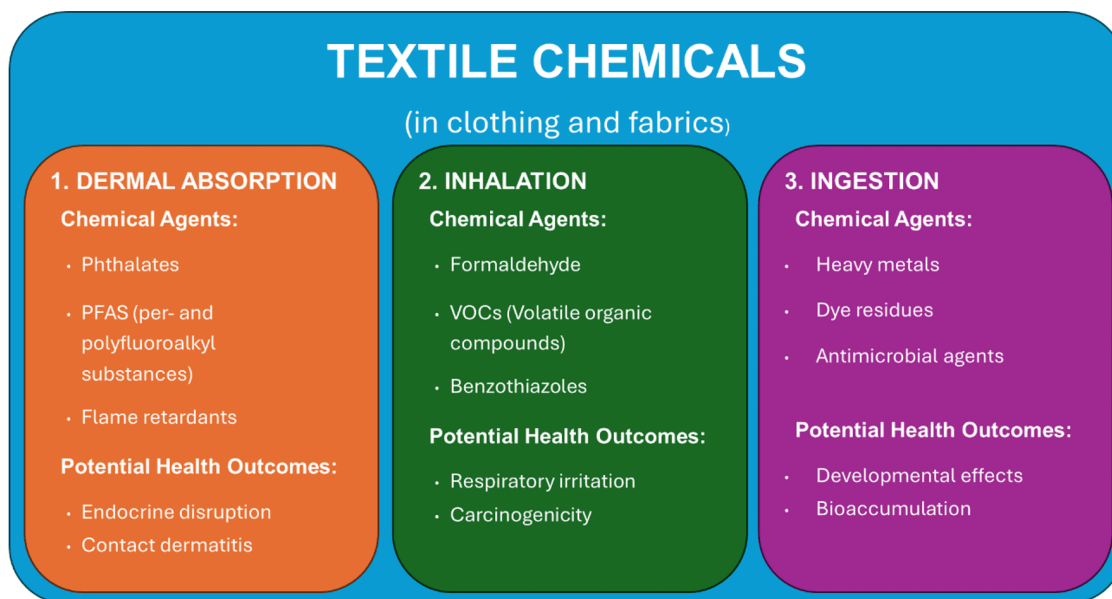 TEXTILE CHEMICALS
(in clothing and fabrics)
1. DERMAL ABSORPTION
Chemical Agents:
• Phthalates
• PFAS (per- and
polyfluoroalkyl
substances)
• Flame retardants
Potential Health Outcomes:
• Endocrine disruption
• Contact dermatitis
2. INHALATION
Chemical Agents:
• Formaldehyde
• VOCs (Volatile organic
compounds)
• Benzothiazoles
Potential Health Outcomes:
• Respiratory irritation
• Carcinogenicity
3. INGESTION
Chemical Agents:
• Heavy metals
• Dye residues
• Antimicrobial agents
Potential Health Outcomes:
• Developmental effects
• Bioaccumulation